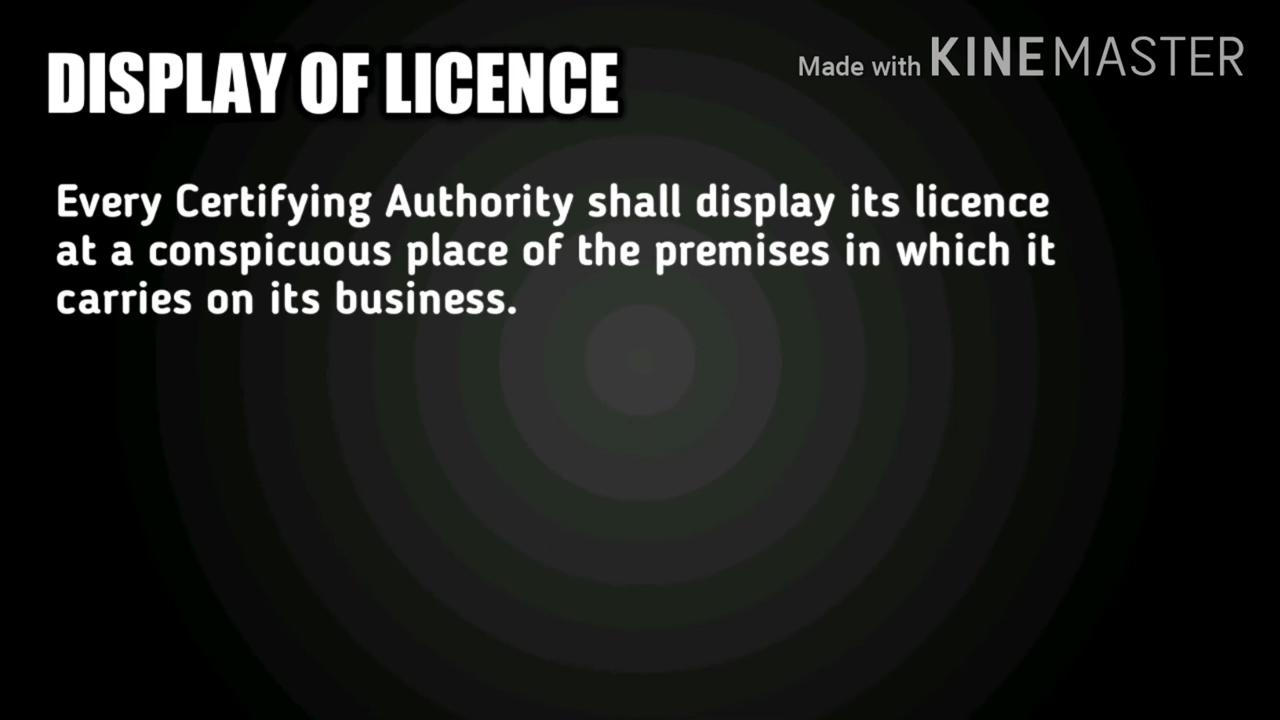 DISPLAY OF LICENCE
Made with KINEMASTER
Every Certifying Authority shall display its licence
at a conspicuous place of the premises in which it
carries on its business.